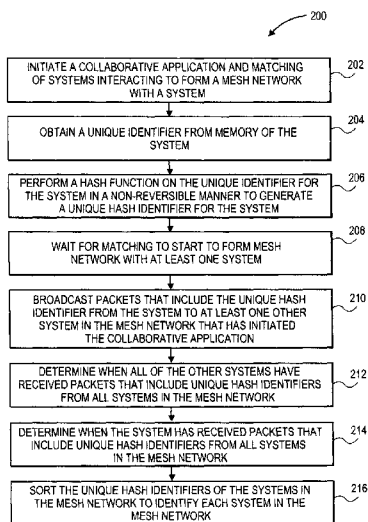 200
INITIATE A COLLABORATIVE APPLICATION AND MATCHING
OF SYSTEMS INTERACTING TO FORM A MESH NETWORK
WITH A SYSTEM
202
OBTAIN A UNIQUE IDENTIFIER FROM MEMORY OF THE
SYSTEM
204
PERFORM A HASH FUNCTION ON THE UNIQUE IDENTIFIER FOR
THE SYSTEM IN A NON-REVERSIBLE MANNER TO GENERATE
A UNIQUE HASH IDENTIFIER FOR THE SYSTEM
206
WAIT FOR MATCHING TO START TO FORM MESH
NETWORK WITH AT LEAST ONE SYSTEM
208
BROADCAST PACKETS THAT INCLUDE THE UNIQUE HASH
IDENTIFIER FROM THE SYSTEM TO AT LEAST ONE OTHER
SYSTEM IN THE MESH NETWORK THAT HAS INITIATED
THE COLLABORATIVE APPLICATION
210
DETERMINE WHEN ALL OF THE OTHER SYSTEMS HAVE
RECEIVED PACKETS THAT INCLUDE UNIQUE HASH IDENTIFIERS
FROM ALL SYSTEMS IN THE MESH NETWORK
212
DETERMINE WHEN THE SYSTEM HAS RECEIVED PACKETS THAT
INCLUDE UNIQUE HASH IDENTIFIERS FROM ALL SYSTEMS
IN THE MESH NETWORK
214
SORT THE UNIQUE HASH IDENTIFIERS OF THE SYSTEMS IN
THE MESH NETWORK TO IDENTIFY EACH SYSTEM IN THE
MESH NETWORK
216